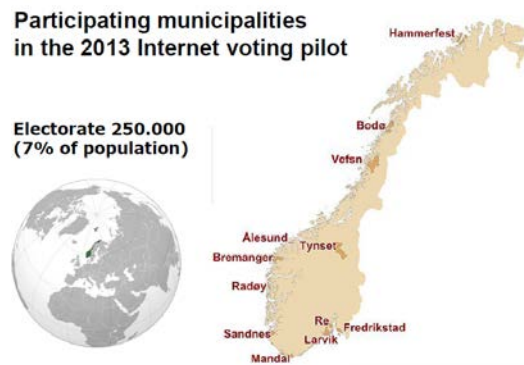 Participating municipalities
in the 2013 Internet voting pilot
Electorate 250.000
(7% of population)
Hammerfest
Bodø
Vefsn
Ålesund
Tynset
Bremanger
Radøy
Re
Fredrikstad
Sandnes
Larvik
Mandal